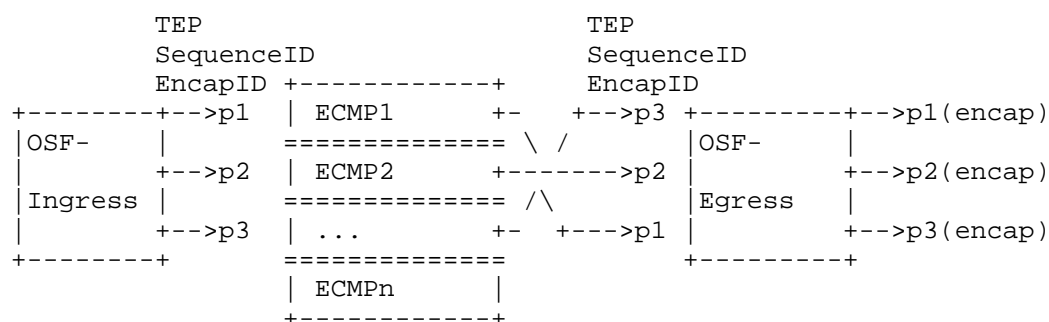 TEP TEP
SequenceID SequenceID
EncapID +------------+ EncapID
+--------+-->p1 | ECMP1 +- +-->p3 +---------+-->p1(encap)
|OSF- | ============== \ / |OSF- |
| +-->p2 | ECMP2 +------->p2 | +-->p2(encap)
|Ingress | ============== /\ |Egress |
| +-->p3 | ... +- +--->p1 | +-->p3(encap)
+--------+ ============== +---------+
| ECMPn |
+------------+